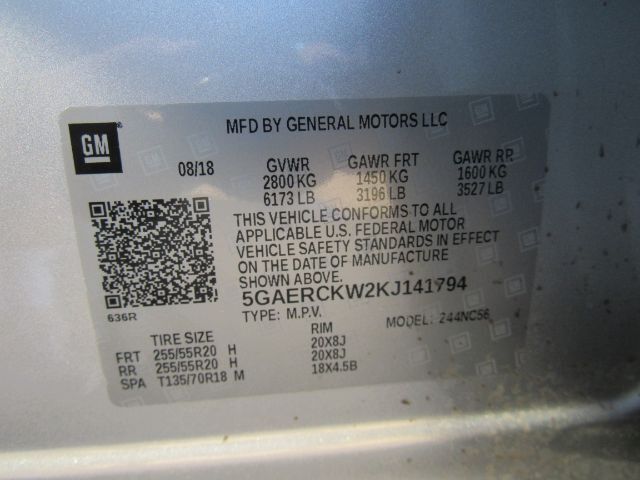 GM
MFD BY GENERAL MOTORS LLC
08/18 GVWR GAWR FRT GAWR RR
2800 KG 1450 KG 1600 KG
6173 LB 3196 LB 3527 LB
THIS VEHICLE CONFORMS TO ALL
APPLICABLE U.S. FEDERAL MOTOR
VEHICLE SAFETY STANDARDS IN EFFECT
ON THE DATE OF MANUFACTURE
SHOWN ABOVE.
636R
5GAERCKW2KJ141794
TYPE: M.P.V. MODEL: 244NC56
TIRE SIZE RIM
FRT 255/55R20 H 20X8J
RR 255/55R20 H 20X8J
SPA T135/70R18 M 18X4.5B